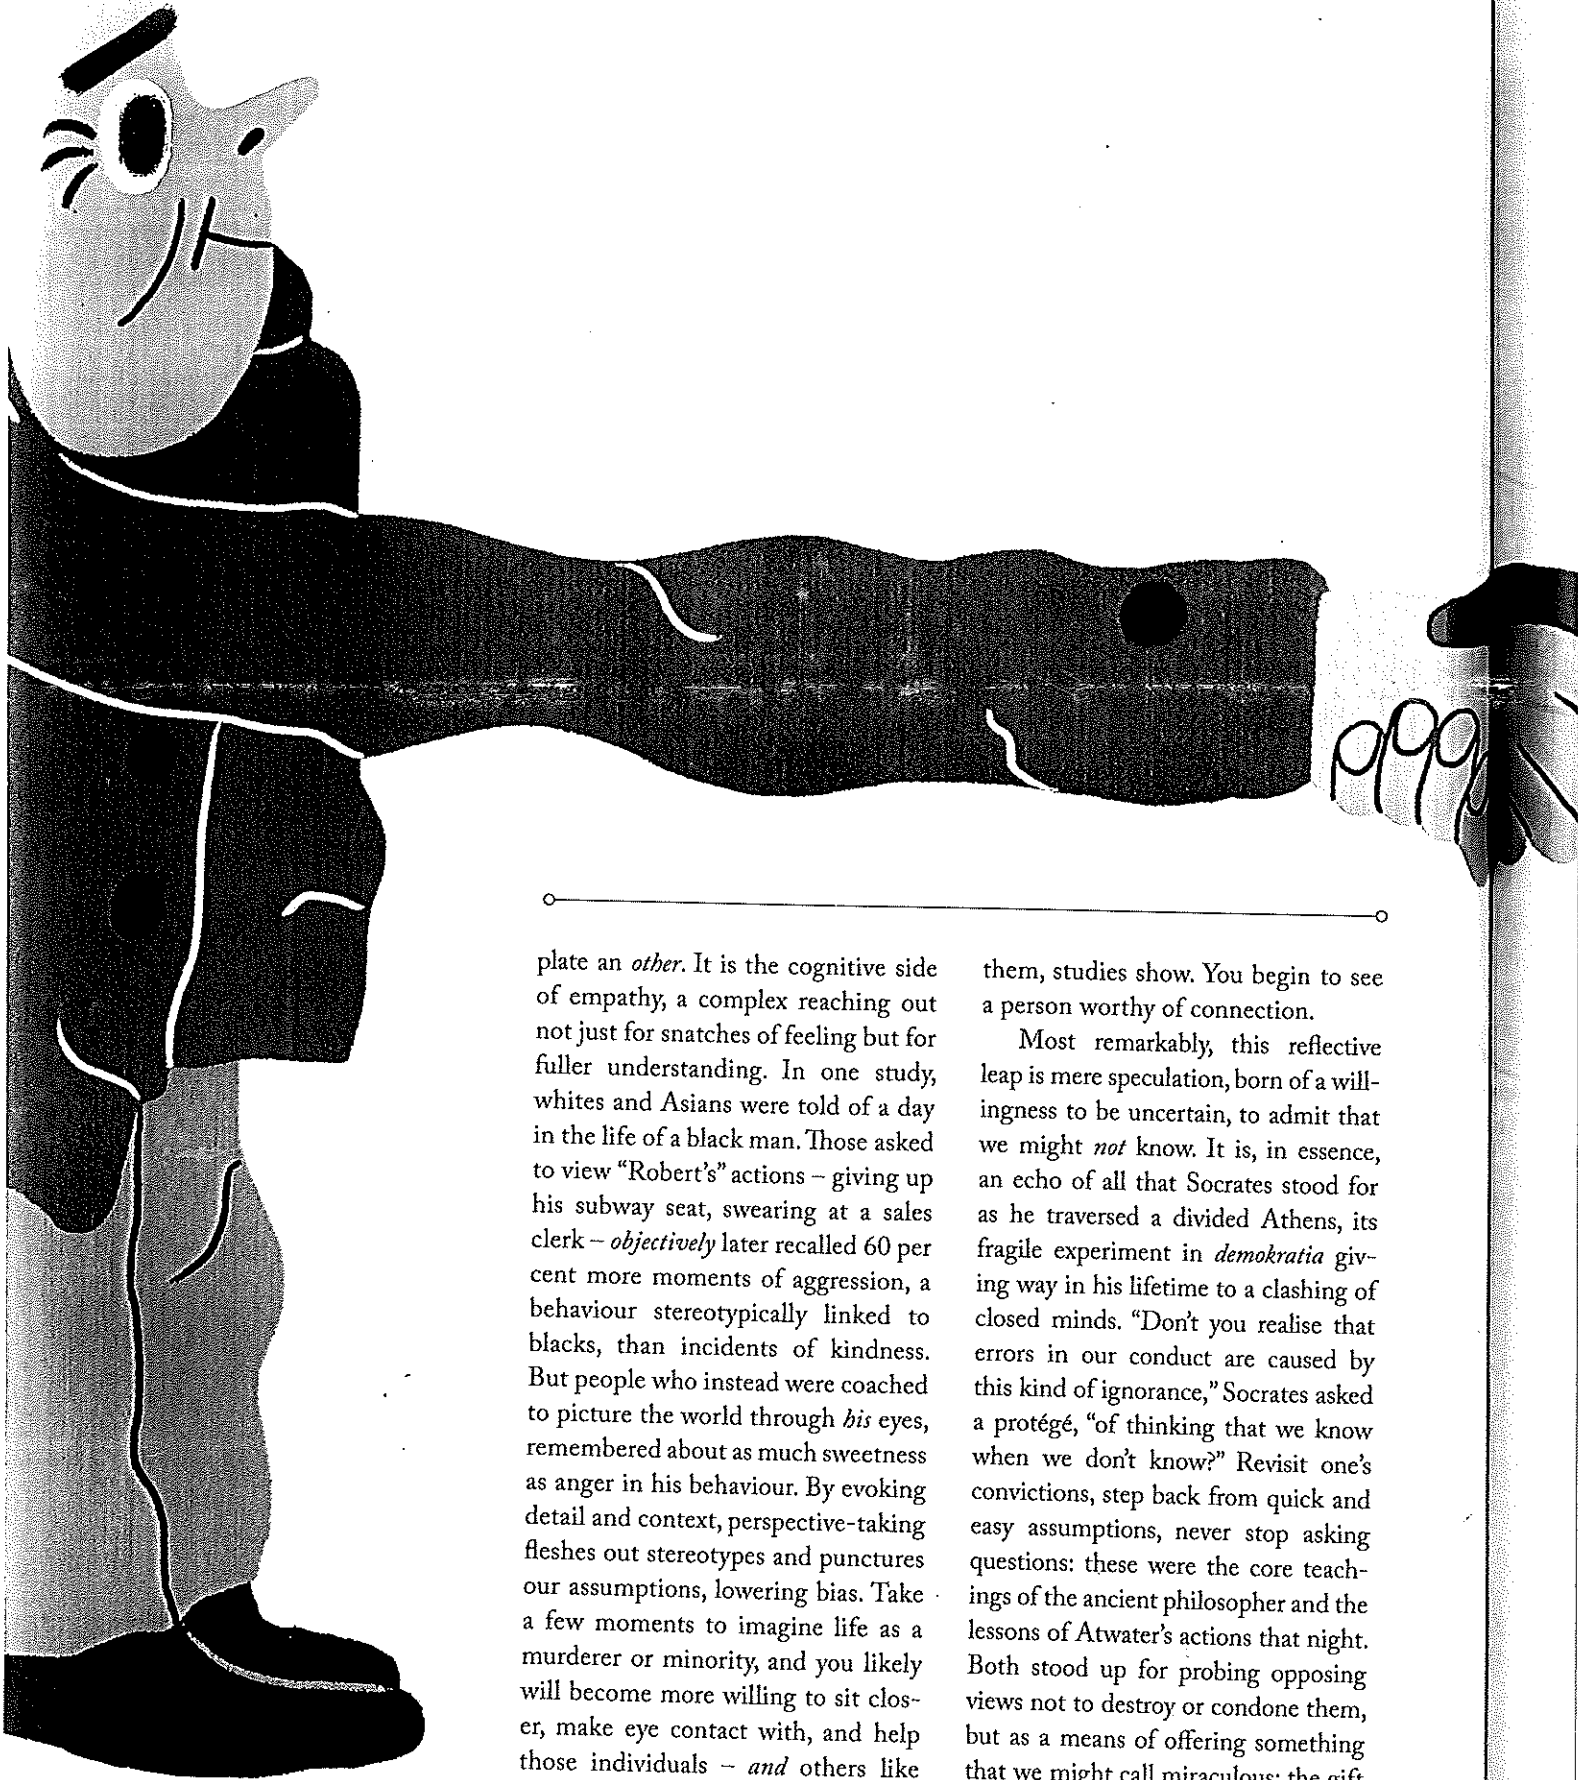 plate an other. It is the cognitive side
of empathy, a complex reaching out
not just for snatches of feeling but for
fuller understanding. In one study,
whites and Asians were told of a day
in the life of a black man. Those asked
to view “Robert’s” actions – giving up
his subway seat, swearing at a sales
clerk – objectively later recalled 60 per
cent more moments of aggression, a
behaviour stereotypically linked to
blacks, than incidents of kindness.
But people who instead were coached
to picture the world through his eyes,
remembered about as much sweetness
as anger in his behaviour. By evoking
detail and context, perspective-taking
fleshes out stereotypes and punctures
our assumptions, lowering bias. Take
a few moments to imagine life as a
murderer or minority, and you likely
will become more willing to sit clos-
er, make eye contact with, and help
those individuals – and others like
them, studies show. You begin to see
a person worthy of connection.
Most remarkably, this reflective
leap is mere speculation, born of a will-
ingness to be uncertain, to admit that
we might not know. It is, in essence,
an echo of all that Socrates stood for
as he traversed a divided Athens, its
fragile experiment in demokratia giv-
ing way in his lifetime to a clashing of
closed minds. “Don’t you realise that
errors in our conduct are caused by
this kind of ignorance,” Socrates asked
a protégé, “of thinking that we know
when we don’t know?” Revisit one’s
convictions, step back from quick and
easy assumptions, never stop asking
questions: these were the core teach-
ings of the ancient philosopher and the
lessons of Atwater’s actions that night.
Both stood up for probing opposing
views not to destroy or condone them,
but as a means of offering something
that we might call miraculous: the gift